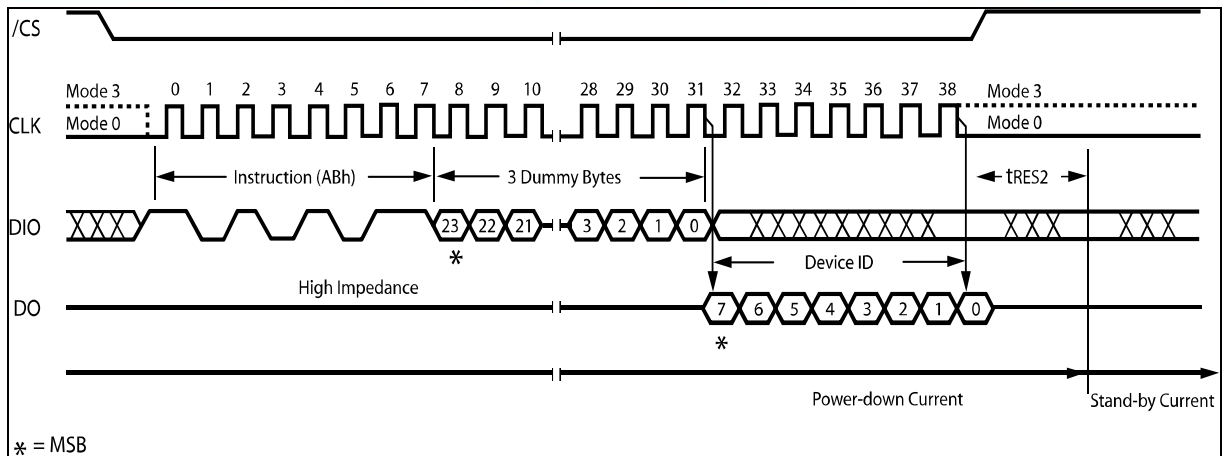 /CS
Mode 3 0 1 2 3 4 5 6 7 8 9 10 28 29 30 31 32 33 34 35 36 37 38 Mode 3
CLK Mode 0 Mode 0
Instruction (ABh) 3 Dummy Bytes tRES2
DIO 23 22 21 3 2 1 0
* Device ID
High Impedance
DO 7 6 5 4 3 2 1 0
*
Power-down Current Stand-by Current
* = MSB